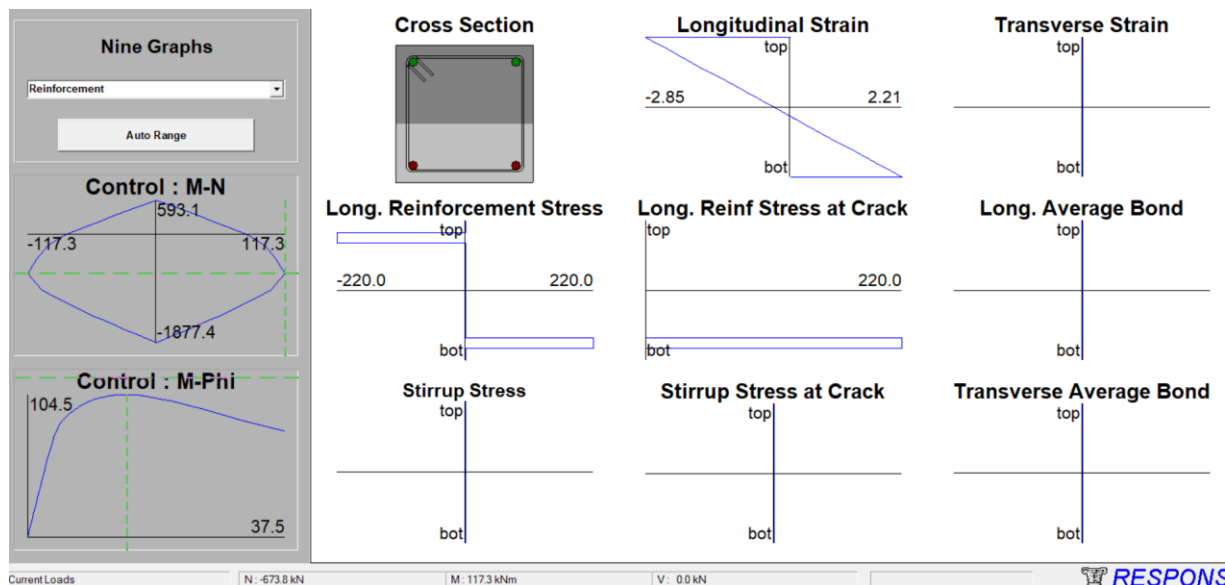 Nine Graphs
Reinforcement
Auto Range
Control : M-N
593.1
-117.3
117.3
-1877.4
Control : M-Phi
104.5
37.5
Cross Section
Longitudinal Strain
top
-2.85
2.21
bot
Transverse Strain
top
bot
Long. Reinforcement Stress
top
-220.0
220.0
bot
Long. Reinf Stress at Crack
top
220.0
bot
Long. Average Bond
top
bot
Stirrup Stress
top
bot
Stirrup Stress at Crack
top
bot
Transverse Average Bond
top
bot
Current Loads
N : -673.8 kN
M : 117.3 kNm
V : 0.0 kN
RESPONS